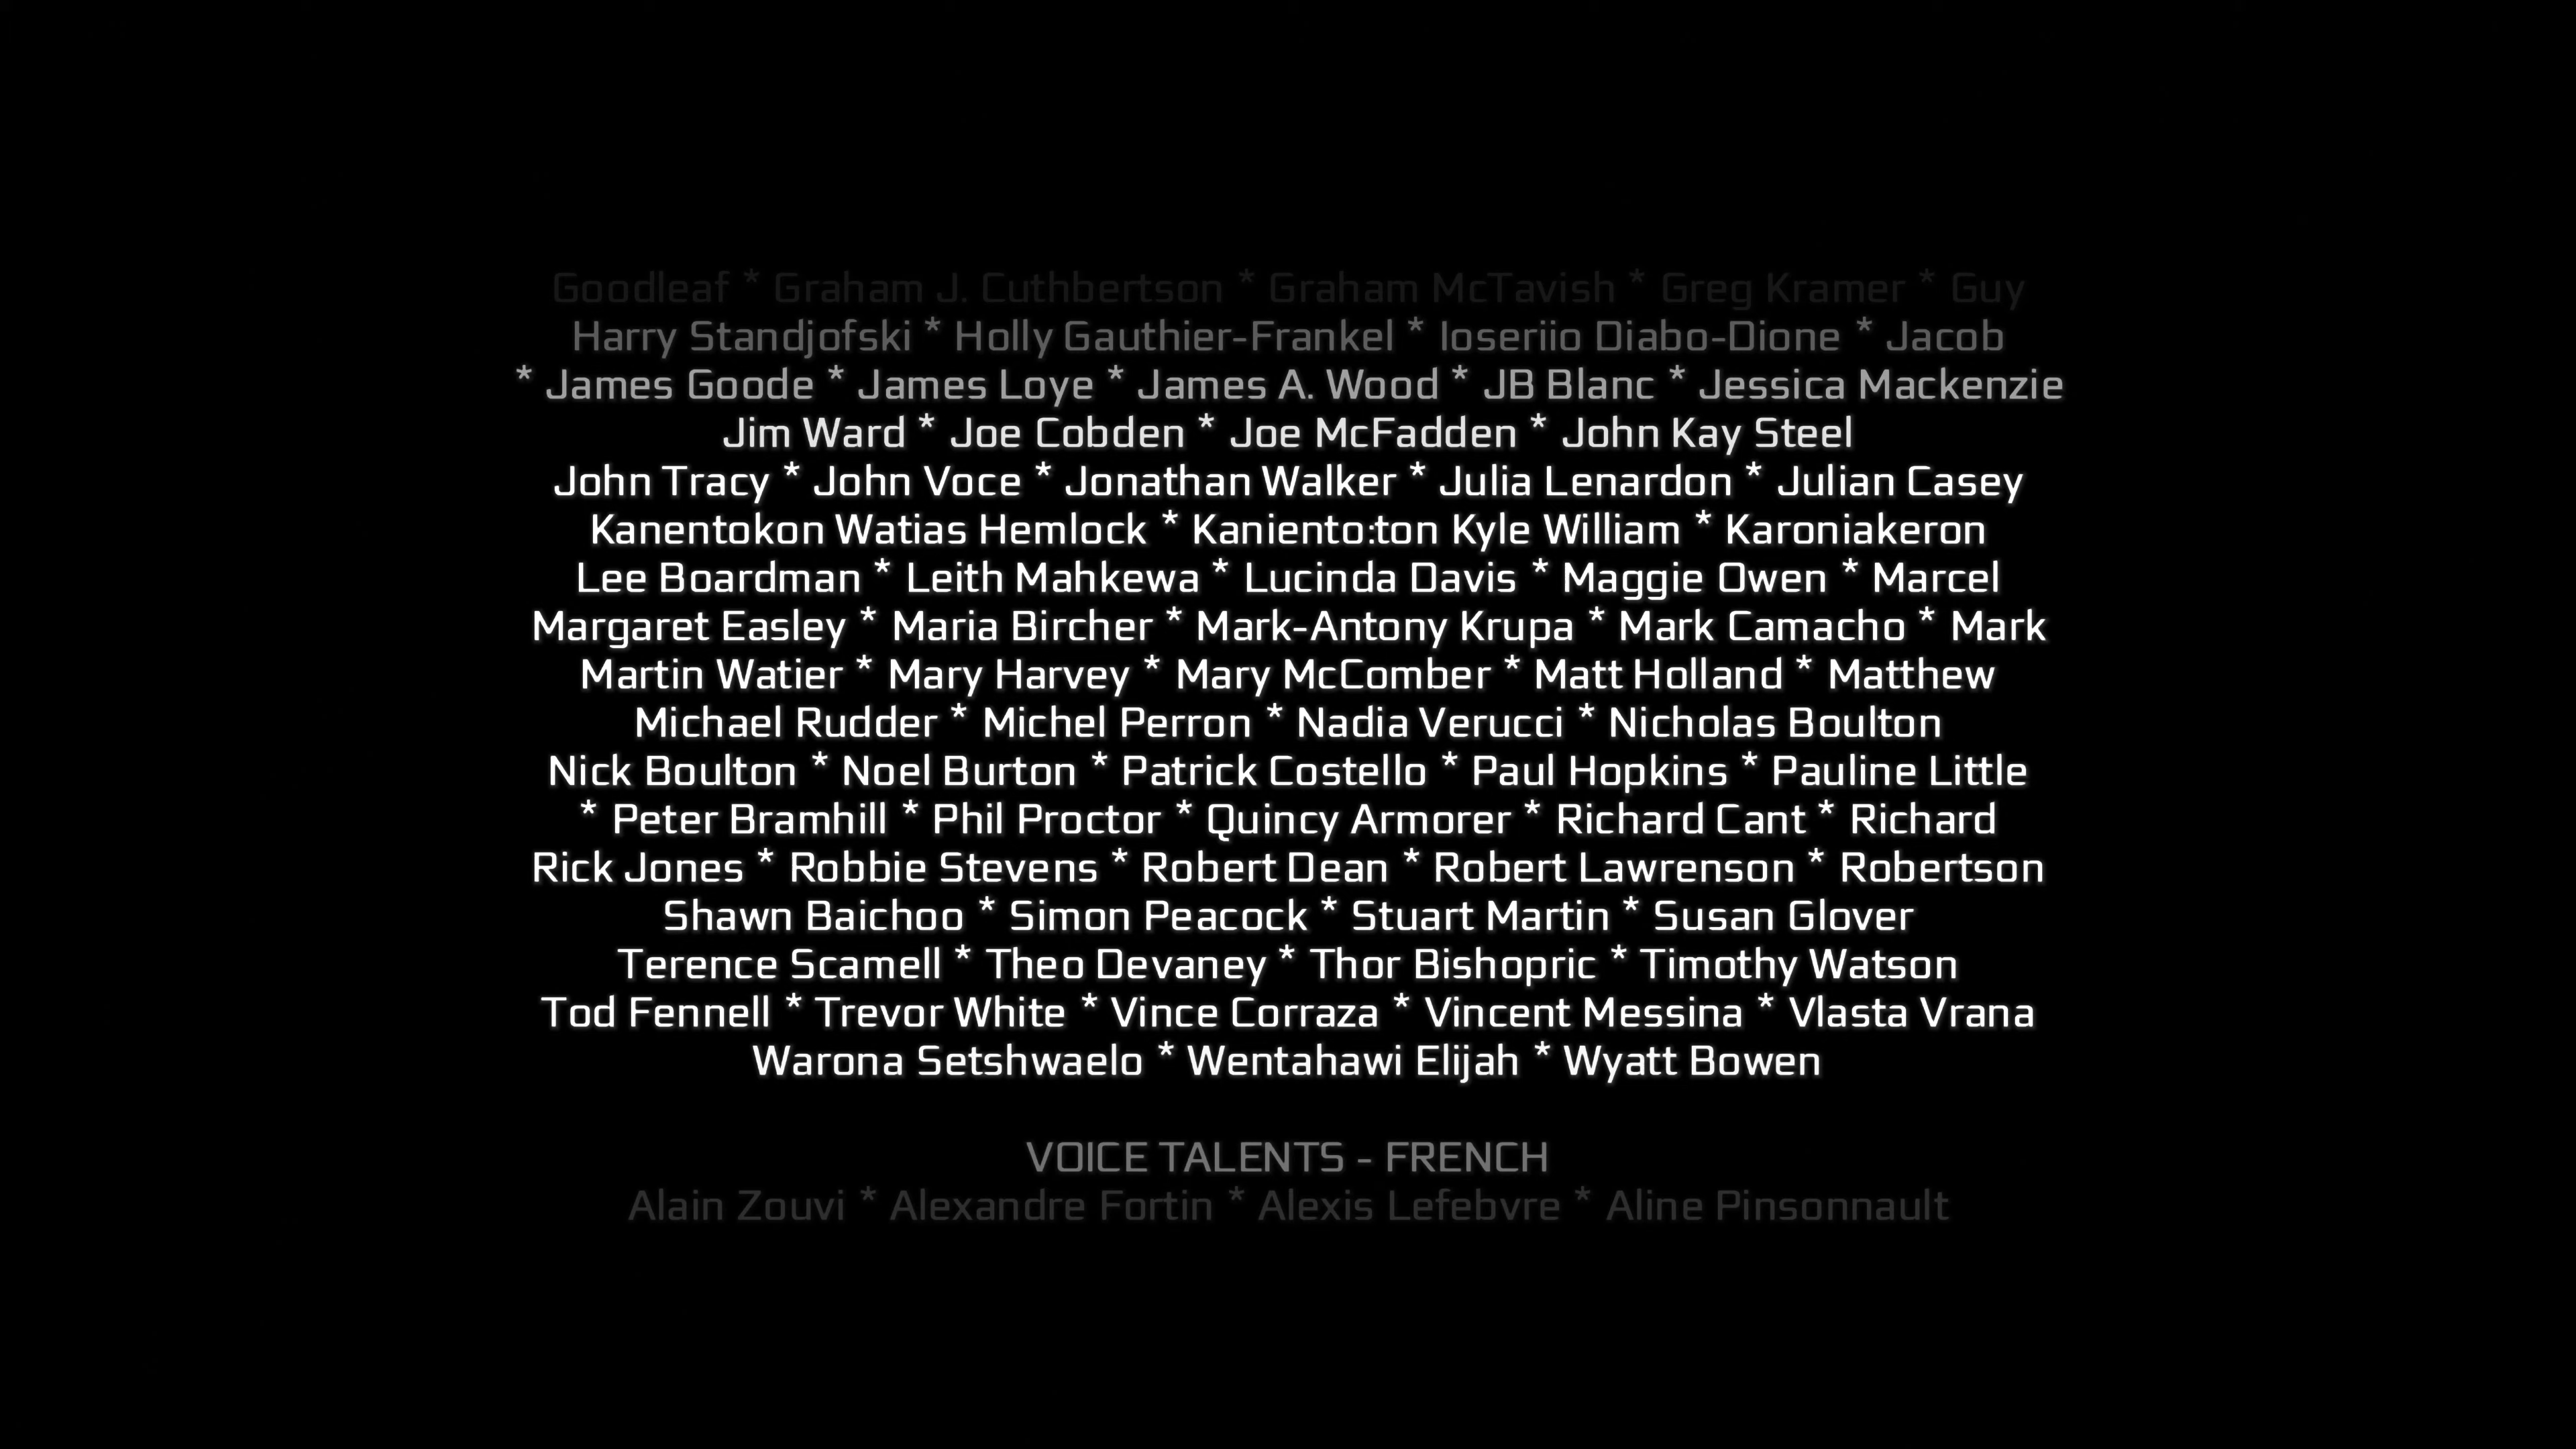 Goodleaf * Graham J. Cuthbertson * Graham McTavish * Greg Kramer * Guy
Harry Standjofski * Holly Gauthier-Frankel * Ioseriio Diabo-Dione * Jacob
* James Goode * James Loye * James A. Wood * JB Blanc * Jessica Mackenzie
Jim Ward * Joe Cobden * Joe McFadden * John Kay Steel
John Tracy * John Voce * Jonathan Walker * Julia Lenardon * Julian Casey
Kanentokon Watias Hemlock * Kaniento:ton Kyle William * Karoniakeron
Lee Boardman * Leith Mahkewa * Lucinda Davis * Maggie Owen * Marcel
Margaret Easley * Maria Bircher * Mark-Antony Krupa * Mark Camacho * Mark
Martin Watier * Mary Harvey * Mary McComber * Matt Holland * Matthew
Michael Rudder * Michel Perron * Nadia Verucci * Nicholas Boulton
Nick Boulton * Noel Burton * Patrick Costello * Paul Hopkins * Pauline Little
* Peter Bramhill * Phil Proctor * Quincy Armorer * Richard Cant * Richard
Rick Jones * Robbie Stevens * Robert Dean * Robert Lawrenson * Robertson
Shawn Baichoo * Simon Peacock * Stuart Martin * Susan Glover
Terence Scamell * Theo Devaney * Thor Bishopric * Timothy Watson
Tod Fennell * Trevor White * Vince Corraza * Vincent Messina * Vlasta Vrana
Warona Setshwaelo * Wentahawi Elijah * Wyatt Bowen
VOICE TALENTS - FRENCH
Alain Zouvi * Alexandre Fortin * Alexis Lefebvre * Aline Pinsonnault